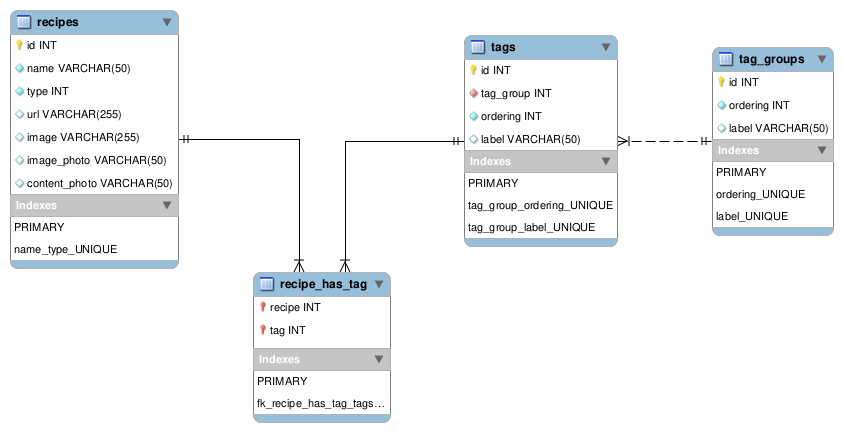 recipes
id INT
name VARCHAR(50)
type INT
url VARCHAR(255)
image VARCHAR(255)
image_photo VARCHAR(50)
content_photo VARCHAR(50)
Indexes
PRIMARY
name_type_UNIQUE
tags
id INT
tag_group INT
ordering INT
label VARCHAR(50)
Indexes
PRIMARY
tag_group_ordering_UNIQUE
tag_group_label_UNIQUE
tag_groups
id INT
ordering INT
label VARCHAR(50)
Indexes
PRIMARY
ordering_UNIQUE
label_UNIQUE
recipe_has_tag
recipe INT
tag INT
Indexes
PRIMARY
fk_recipe_has_tag_tags...